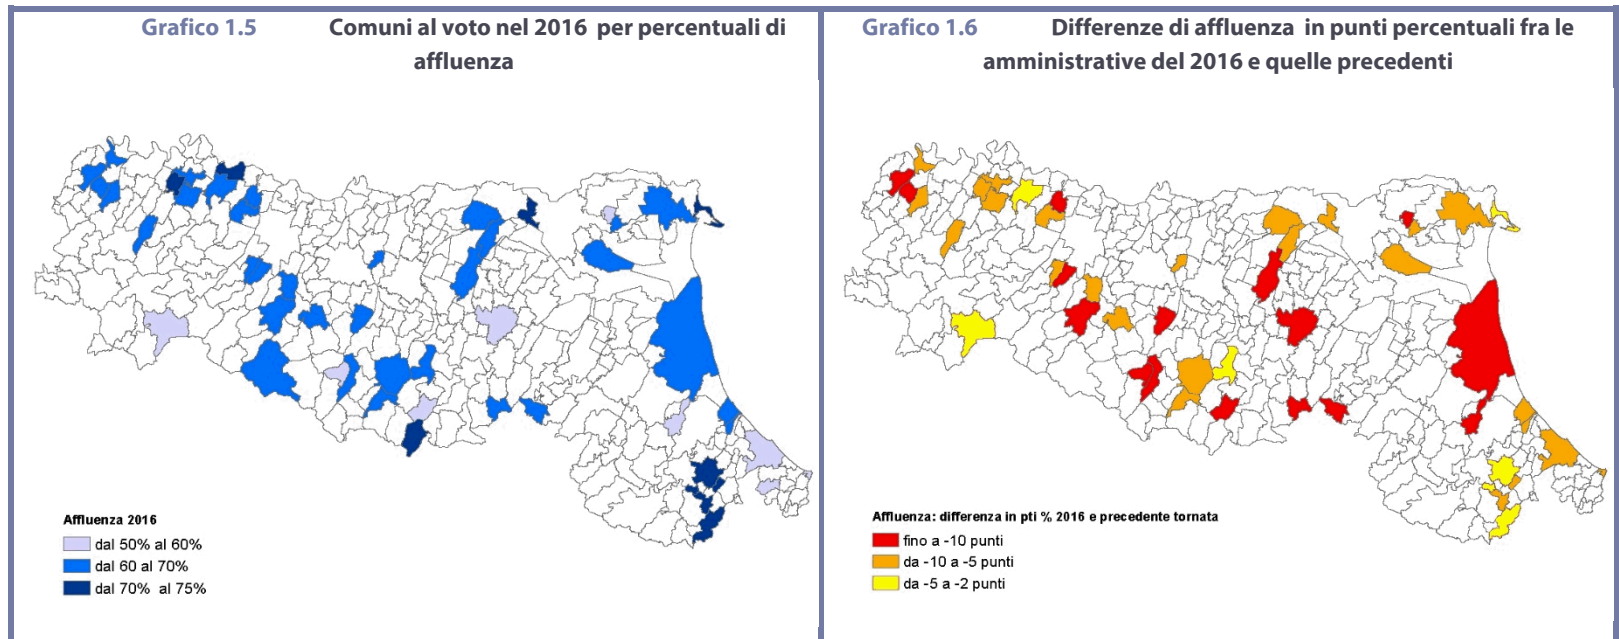 Grafico 1.5 Comuni al voto nel 2016 per percentuali di
affluenza
Affluenza 2016
dal 50% al 60%
dal 60 al 70%
dal 70% al 75%
Grafico 1.6 Differenze di affluenza in punti percentuali fra le
amministrative del 2016 e quelle precedenti
Affluenza: differenza in pti % 2016 e precedente tornata
fino a -10 punti
da -10 a -5 punti
da -5 a -2 punti